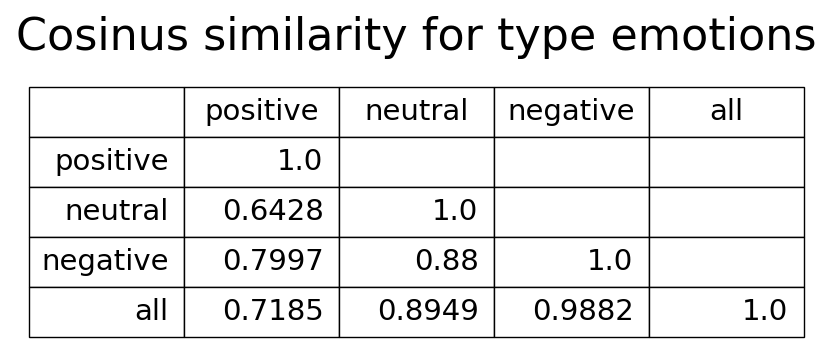 Cosinus similarity for type emotions
positive neutral negative all
positive 1.0
neutral 0.6428 1.0
negative 0.7997 0.88 1.0
all 0.7185 0.8949 0.9882 1.0